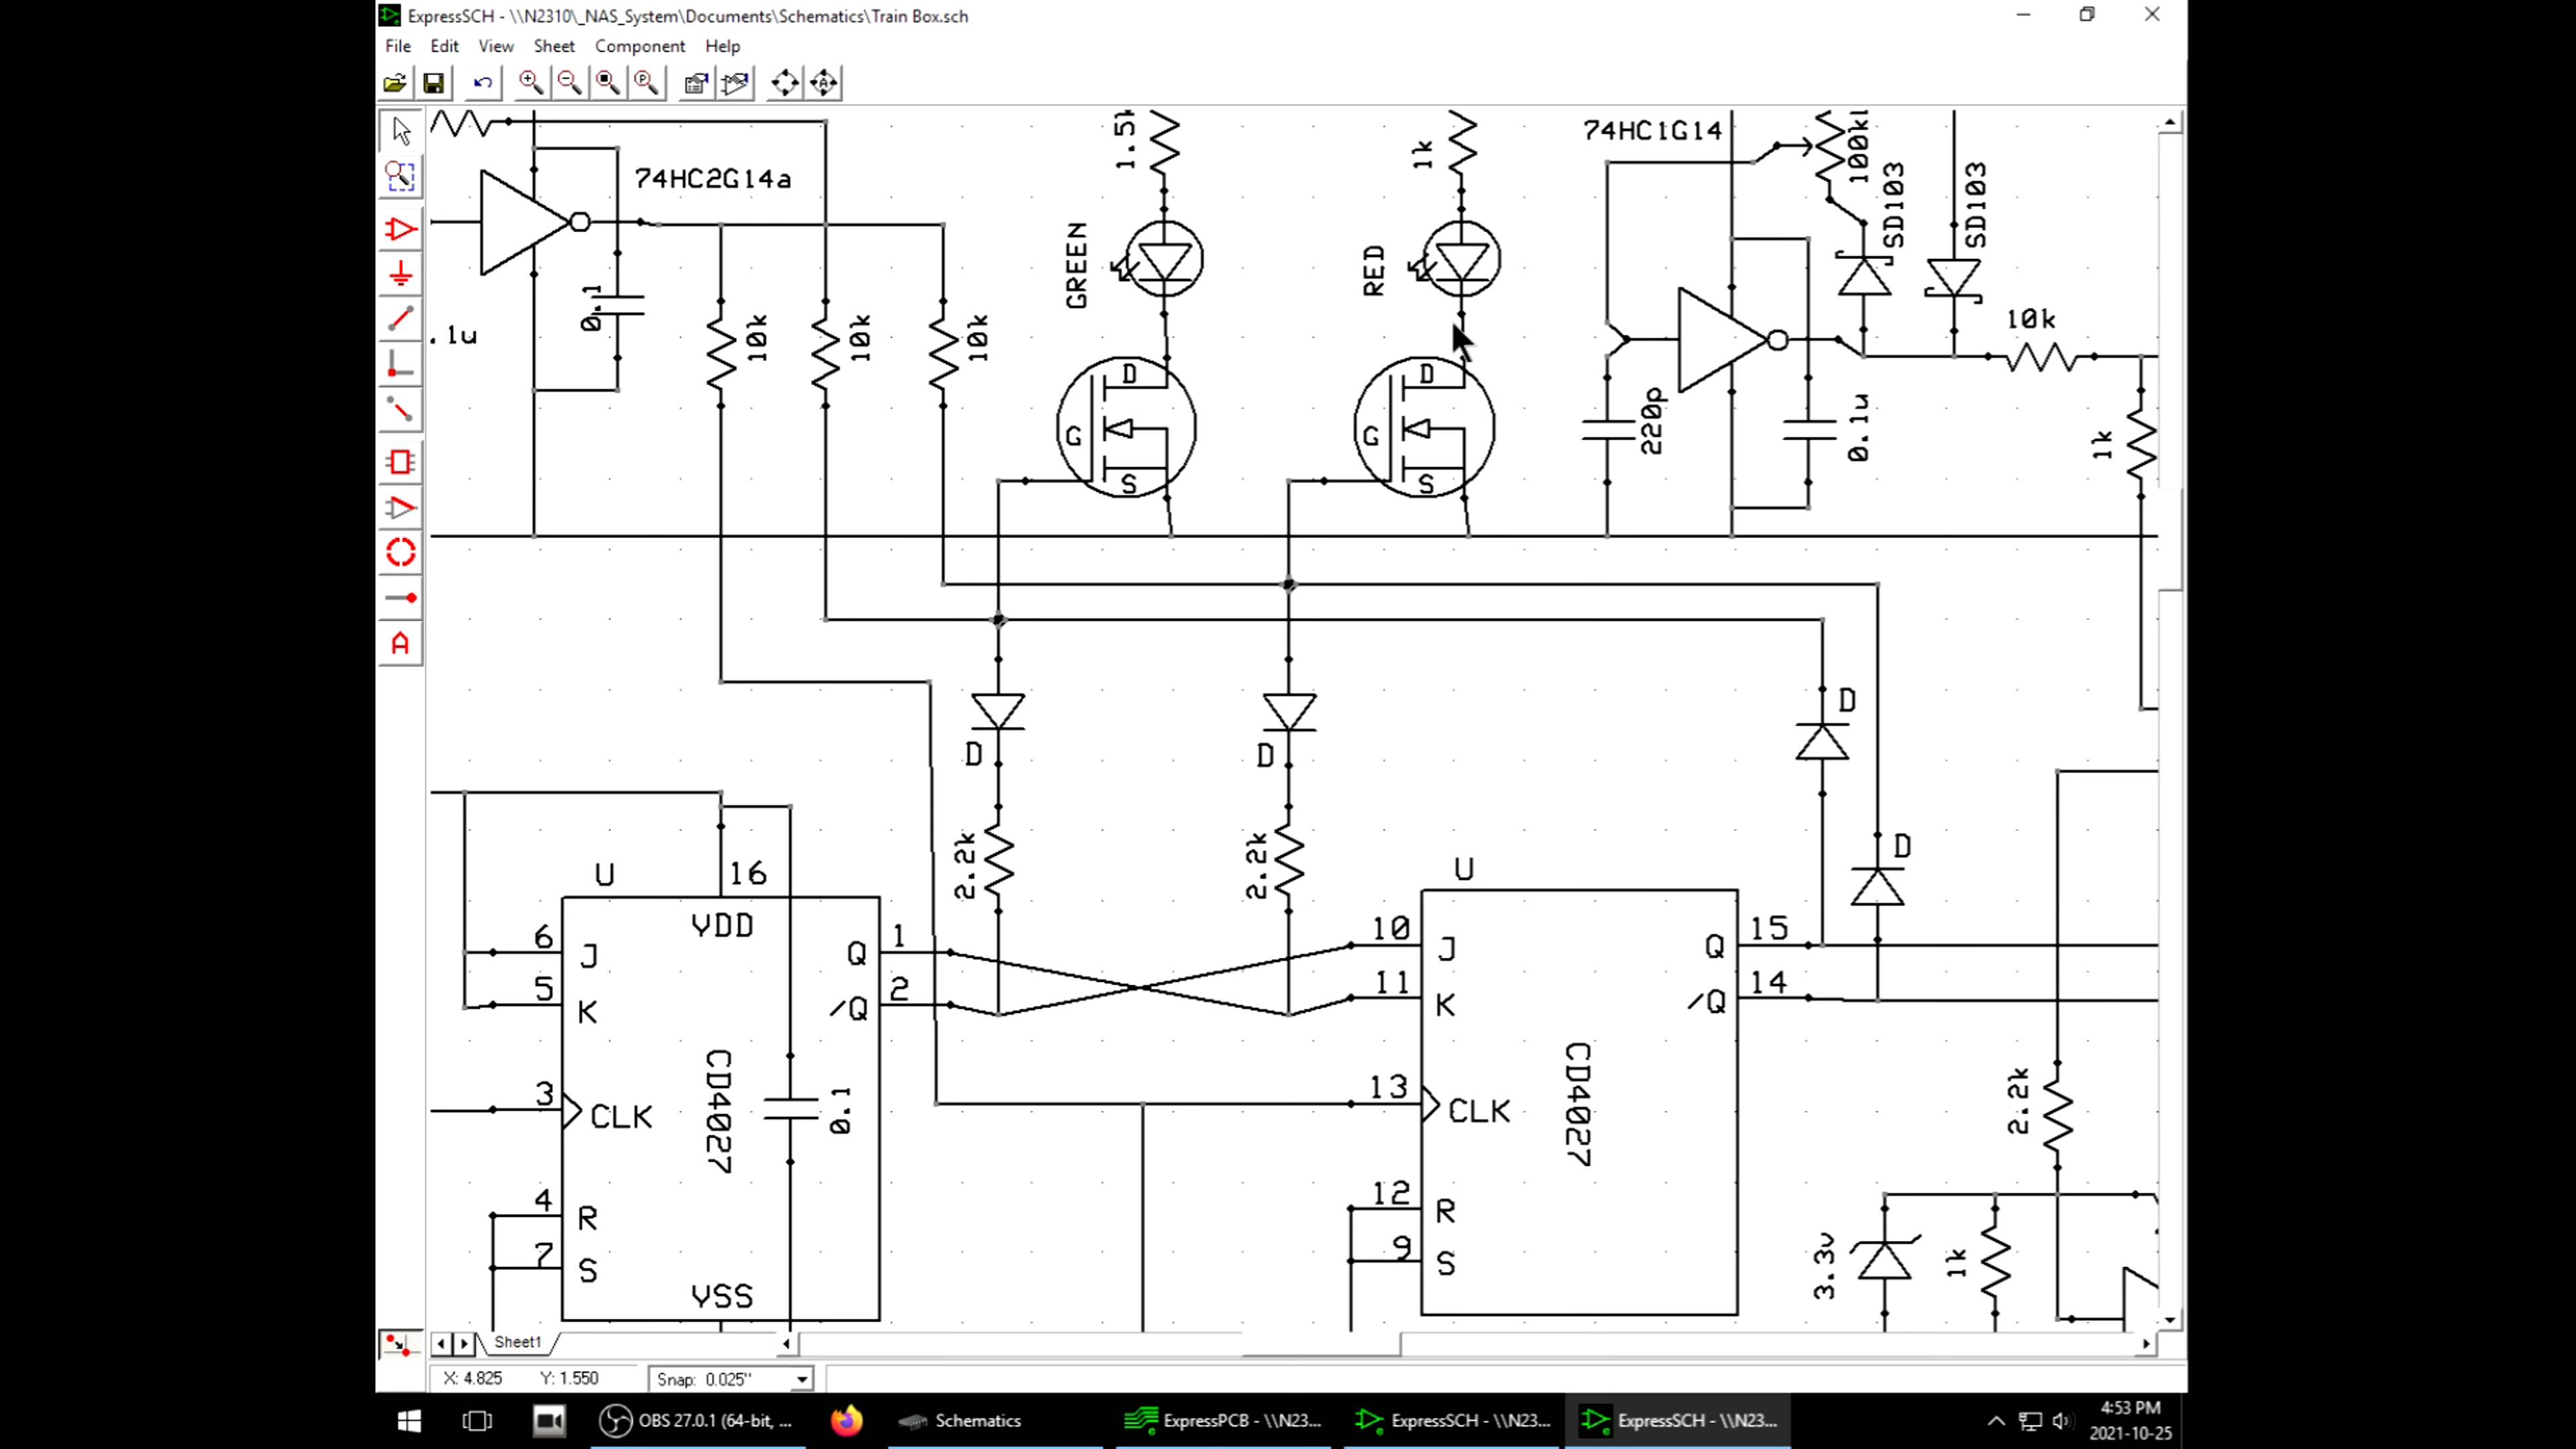 ExpressSCH - \\N2310\_NAS_System\Documents\Schematics\Train Box.sch
File Edit View Sheet Component Help
1.5k
1k
74HC1G14
100k
74HC2G14a
SD103
SD103
GREEN
RED
0.1
10k
10k
10k
10k
.1u
D
G
S
D
G
S
220p
0.1u
1k
D
D
D
D
2.2k
2.2k
U
16
VDD
U
6 J
Q 1
10 J
Q 15
5 K
/Q 2
11 K
/Q 14
3 CLK
CD4027
0.1
13 CLK
CD4027
2.2k
4 R
12 R
7 S
9 S
VSS
3.3v
1k
Sheet1
X: 4.825 Y: 1.550 Snap: 0.025"
OBS 27.0.1 (64-bit, ...
Schematics
ExpressPCB - \\N23...
ExpressSCH - \\N23...
ExpressSCH - \\N23...
4:53 PM
2021-10-25